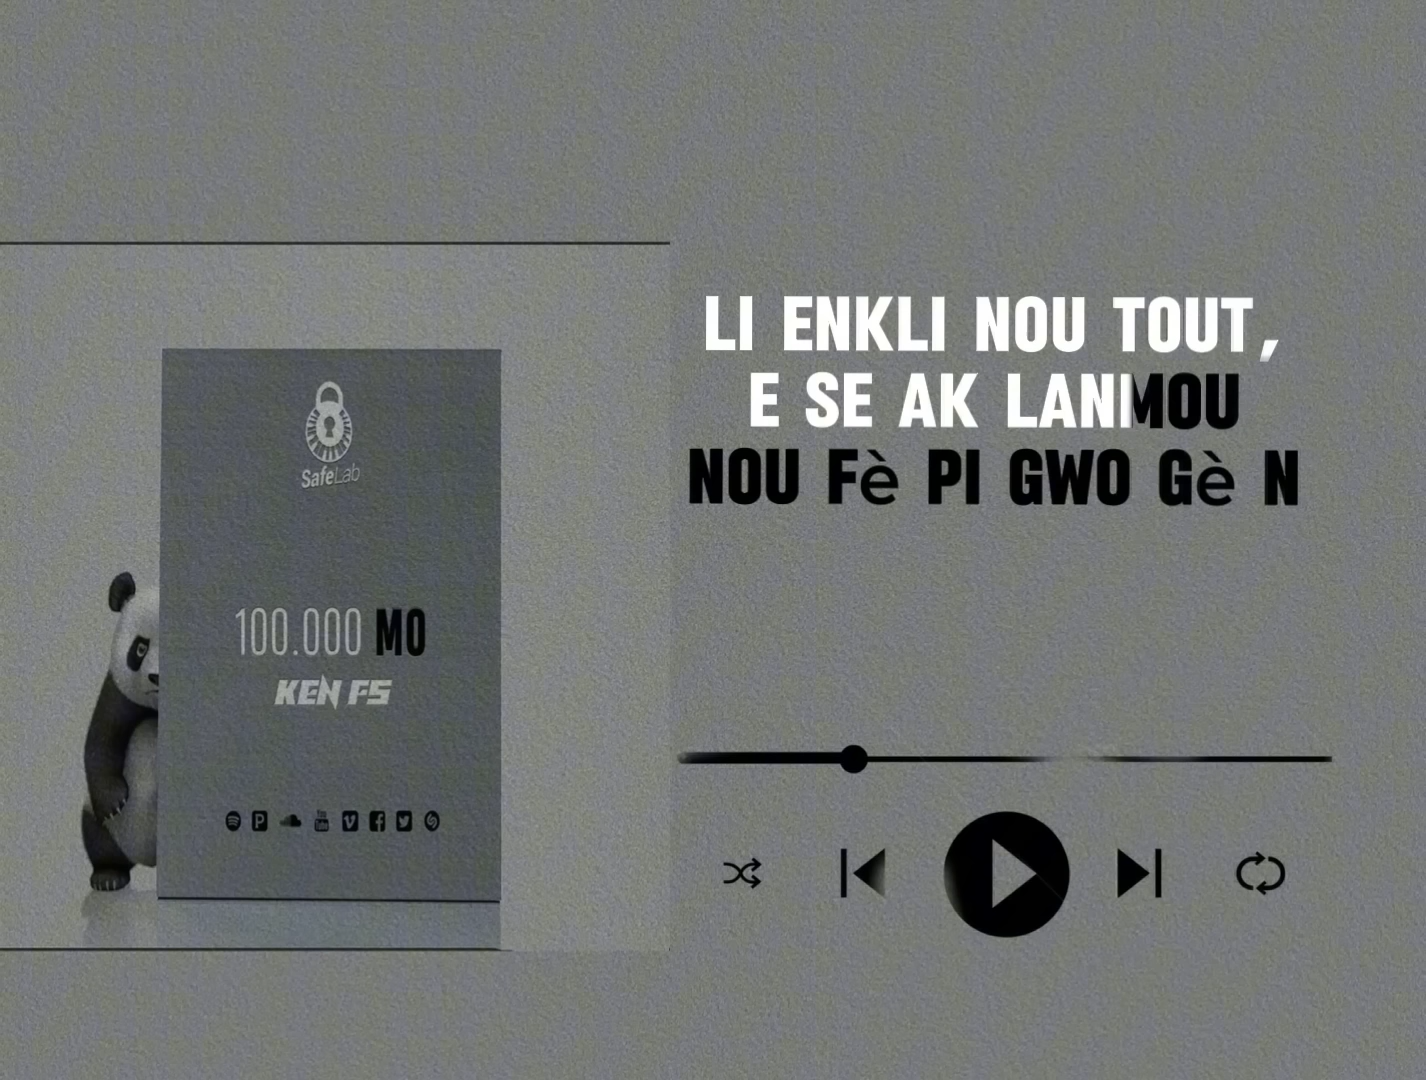 SafeLab
100.000 MO
KEN FS
LI ENKLI NOU TOUT,
E SE AK LANMOU
NOU Fè PI GWO Gè N